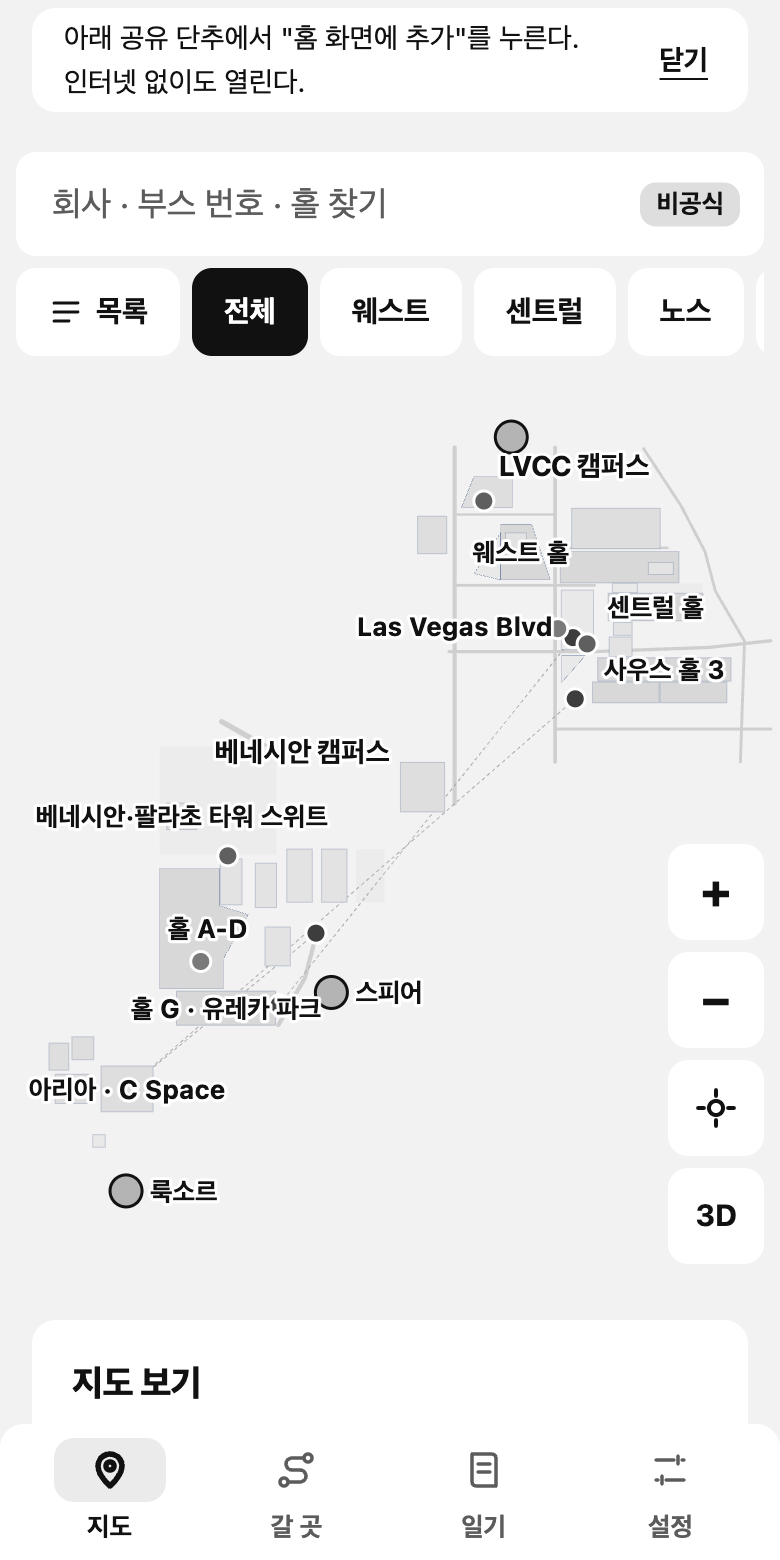 아래 공유 단추에서 "홈 화면에 추가"를 누른다.
인터넷 없이도 열린다.
닫기
회사 · 부스 번호 · 홀 찾기
비공식
목록
전체
웨스트
센트럴
노스
LVCC 캠퍼스
웨스트 홀
센트럴 홀
Las Vegas Blvd
사우스 홀 3
베네시안 캠퍼스
베네시안·팔라초 타워 스위트
홀 A-D
스피어
홀 G · 유레카 파크
아리아 · C Space
룩소르
3D
지도 보기
지도
갈 곳
일기
설정